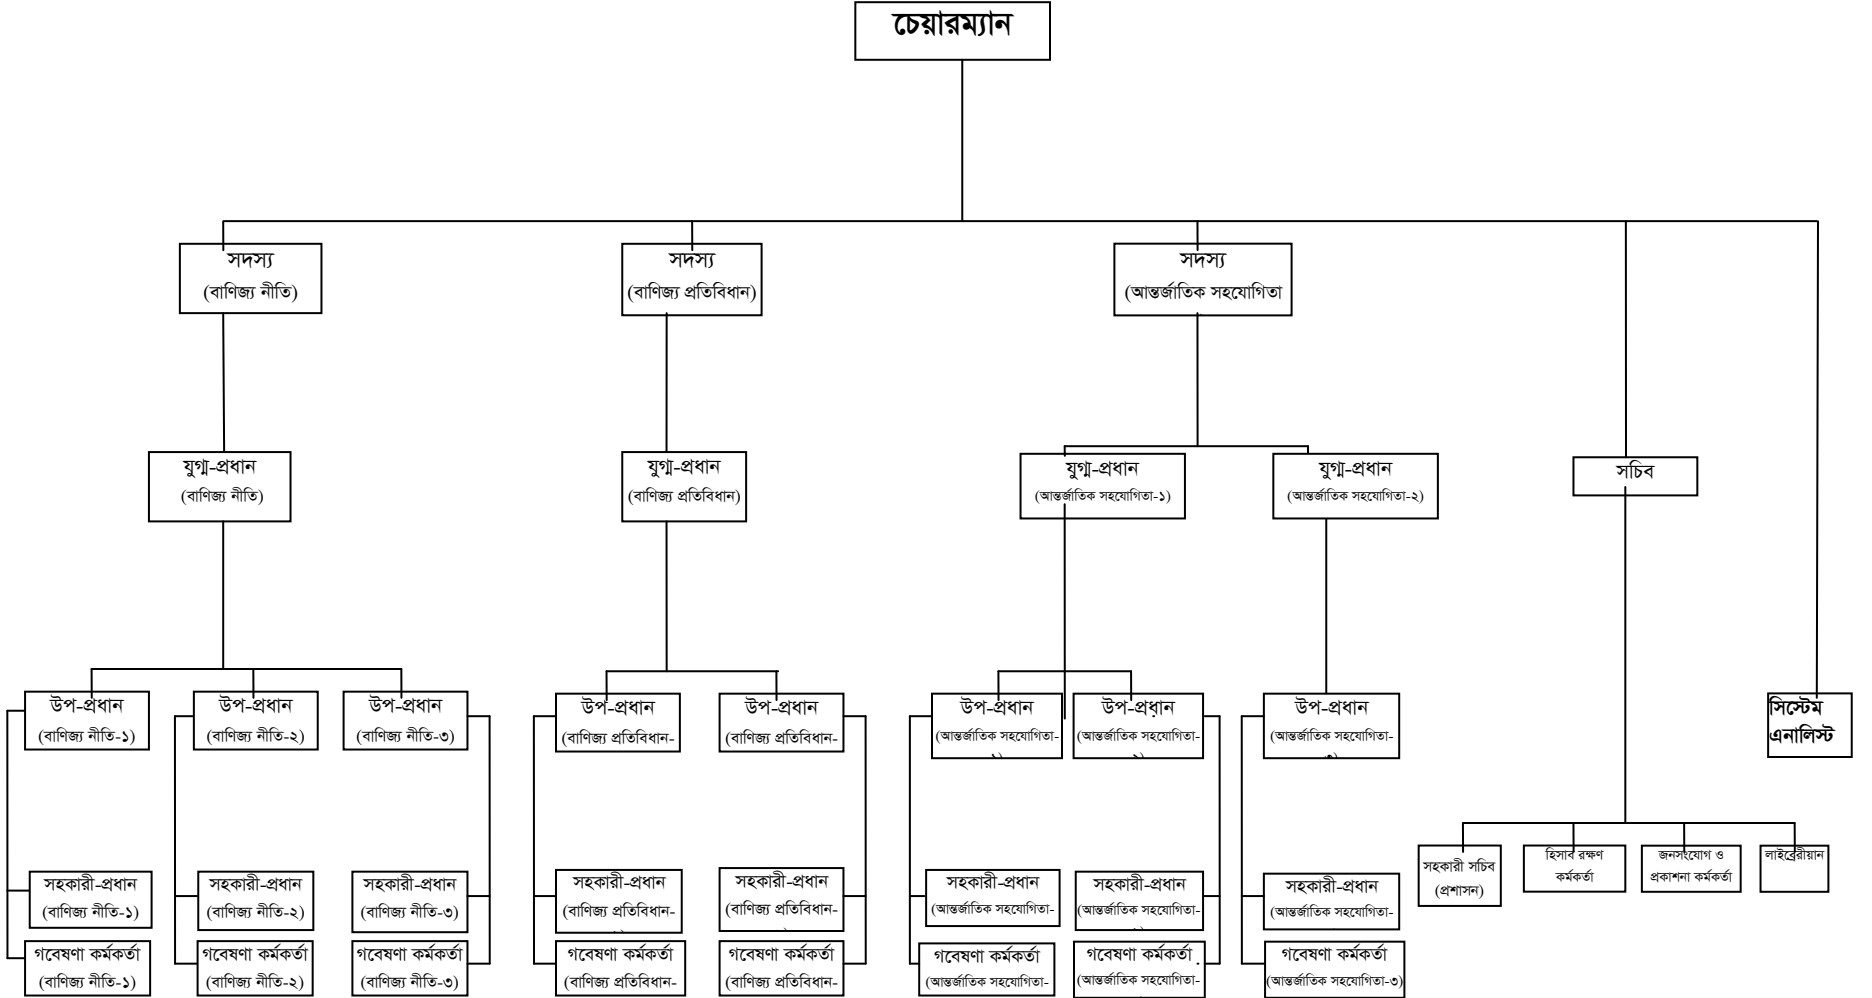 চেয়ারম্যান
সদস্য
(বাণিজ্য নীতি)
সদস্য
(বাণিজ্য প্রতিবিধান)
সদস্য
(আন্তর্জাতিক সহযোগিতা
যুগ্ম-প্রধান
(বাণিজ্য নীতি)
যুগ্ম-প্রধান
(বাণিজ্য প্রতিবিধান)
যুগ্ম-প্রধান
(আন্তর্জাতিক সহযোগিতা-১)
যুগ্ম-প্রধান
(আন্তর্জাতিক সহযোগিতা-২)
সচিব
উপ-প্রধান
(বাণিজ্য নীতি-১)
উপ-প্রধান
(বাণিজ্য নীতি-২)
উপ-প্রধান
(বাণিজ্য নীতি-৩)
উপ-প্রধান
(বাণিজ্য প্রতিবিধান-
উপ-প্রধান
(বাণিজ্য প্রতিবিধান-
উপ-প্রধান
(আন্তর্জাতিক সহযোগিতা-
উপ-প্রধান
(আন্তর্জাতিক সহযোগিতা-
উপ-প্রধান
(আন্তর্জাতিক সহযোগিতা-
সিস্টেম
এনালিস্ট
সহকারী সচিব
(প্রশাসন)
হিসাব রক্ষণ
কর্মকর্তা
জনসংযোগ ও
প্রকাশনা কর্মকর্তা
লাইব্রেরীয়ান
সহকারী-প্রধান
(বাণিজ্য নীতি-১)
সহকারী-প্রধান
(বাণিজ্য নীতি-২)
সহকারী-প্রধান
(বাণিজ্য নীতি-৩)
সহকারী-প্রধান
(বাণিজ্য প্রতিবিধান-
সহকারী-প্রধান
(বাণিজ্য প্রতিবিধান-
সহকারী-প্রধান
(আন্তর্জাতিক সহযোগিতা-
সহকারী-প্রধান
(আন্তর্জাতিক সহযোগিতা-
সহকারী-প্রধান
(আন্তর্জাতিক সহযোগিতা-
গবেষণা কর্মকর্তা
(বাণিজ্য নীতি-১)
গবেষণা কর্মকর্তা
(বাণিজ্য নীতি-২)
গবেষণা কর্মকর্তা
(বাণিজ্য নীতি-৩)
গবেষণা কর্মকর্তা
(বাণিজ্য প্রতিবিধান-
গবেষণা কর্মকর্তা
(বাণিজ্য প্রতিবিধান-
গবেষণা কর্মকর্তা
(আন্তর্জাতিক সহযোগিতা-
গবেষণা কর্মকর্তা
(আন্তর্জাতিক সহযোগিতা-
গবেষণা কর্মকর্তা
(আন্তর্জাতিক সহযোগিতা-৩)